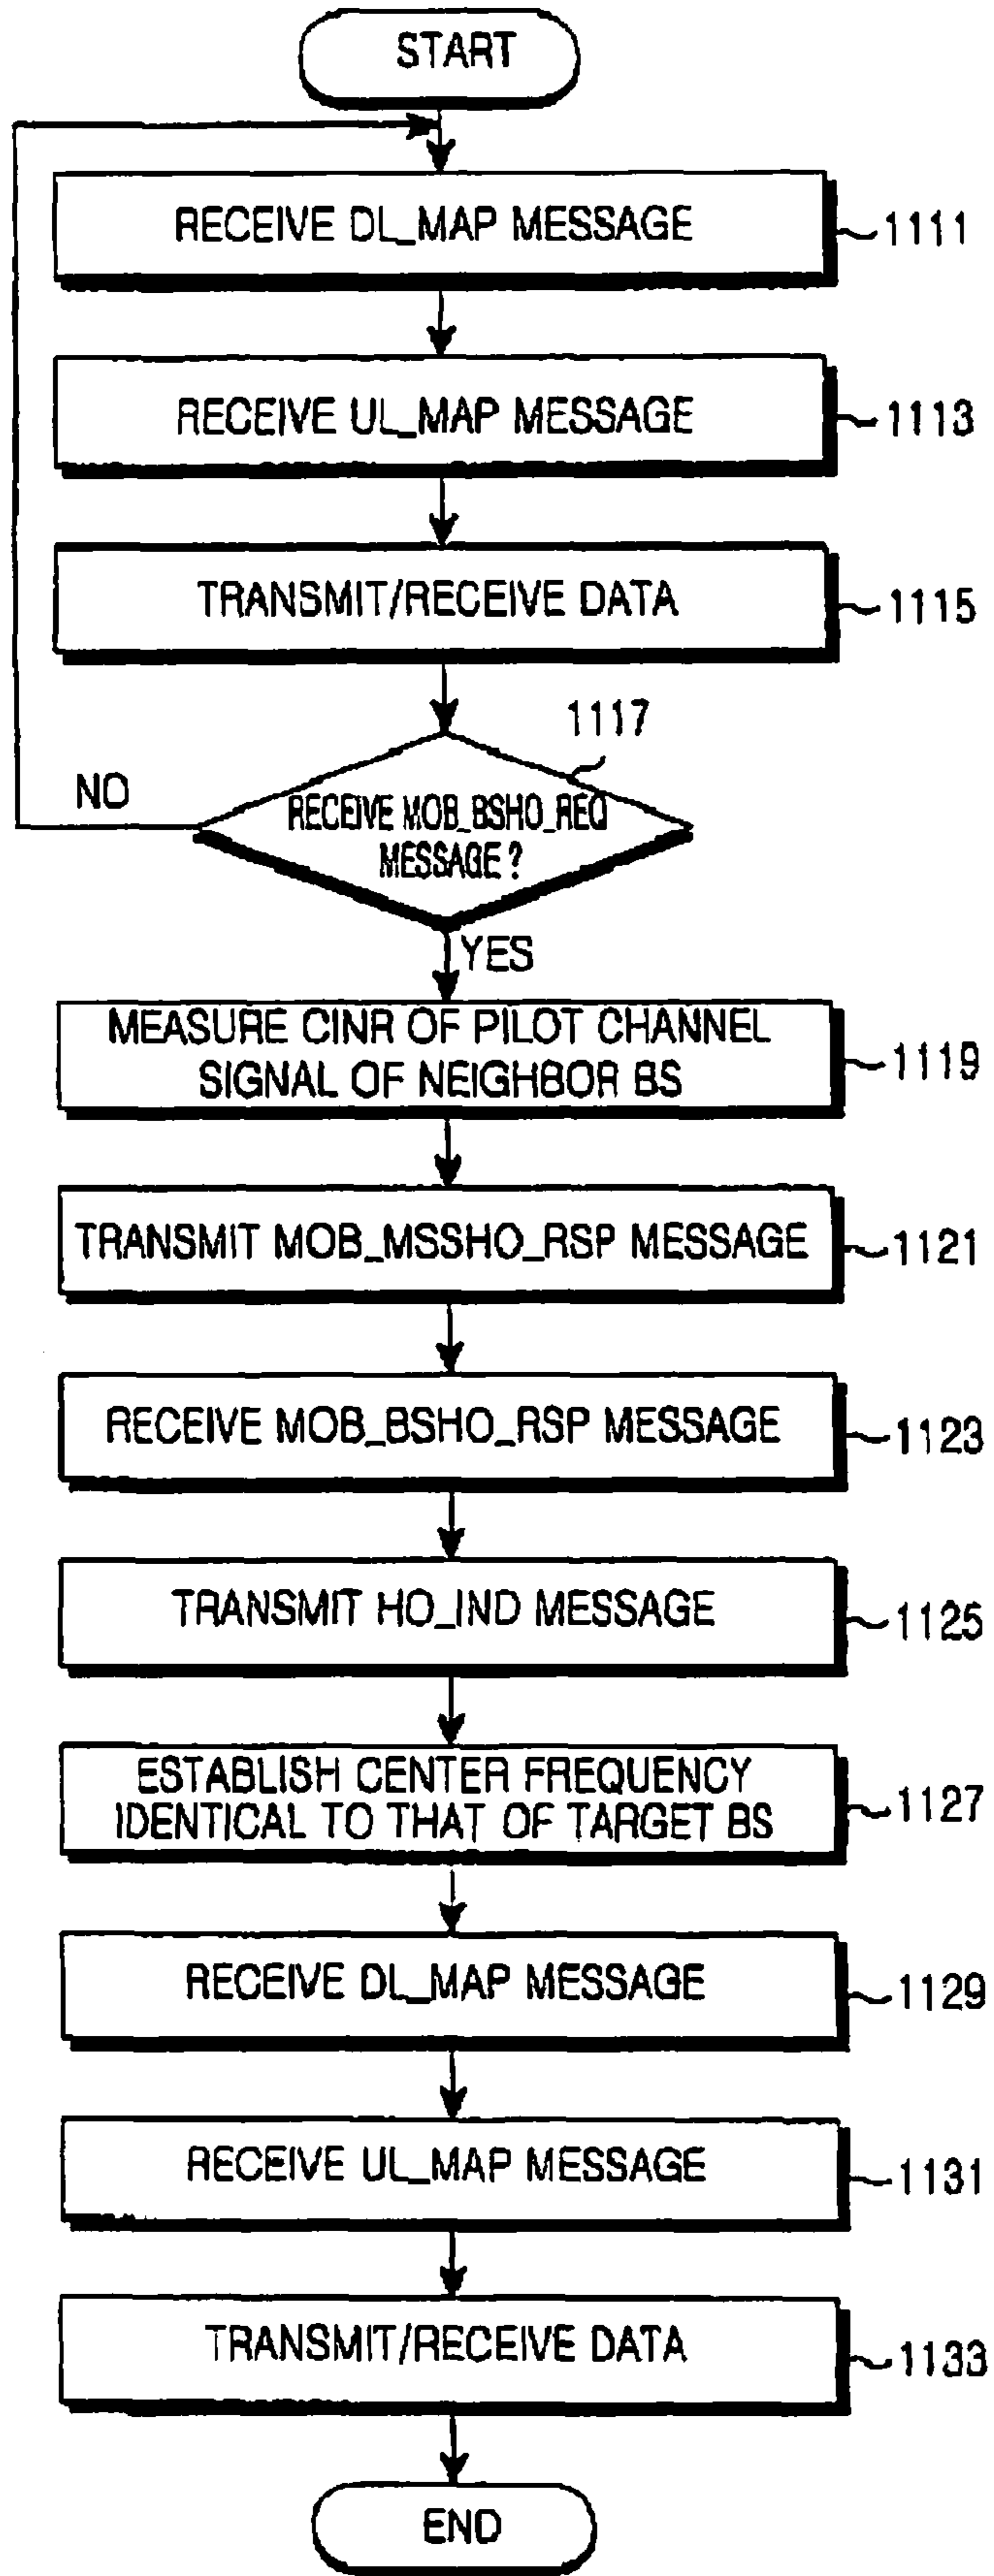 START
RECEIVE DL_MAP MESSAGE
1111
RECEIVE UL_MAP MESSAGE
1113
TRANSMIT/RECEIVE DATA
1115
1117
NO
RECEIVE MOB_BSHO_REQ
MESSAGE ?
YES
MEASURE CINR OF PILOT CHANNEL
SIGNAL OF NEIGHBOR BS
1119
TRANSMIT MOB_MSSHO_RSP MESSAGE
1121
RECEIVE MOB_BSHO_RSP MESSAGE
1123
TRANSMIT HO_IND MESSAGE
1125
ESTABLISH CENTER FREQUENCY
IDENTICAL TO THAT OF TARGET BS
1127
RECEIVE DL_MAP MESSAGE
1129
RECEIVE UL_MAP MESSAGE
1131
TRANSMIT/RECEIVE DATA
1133
END